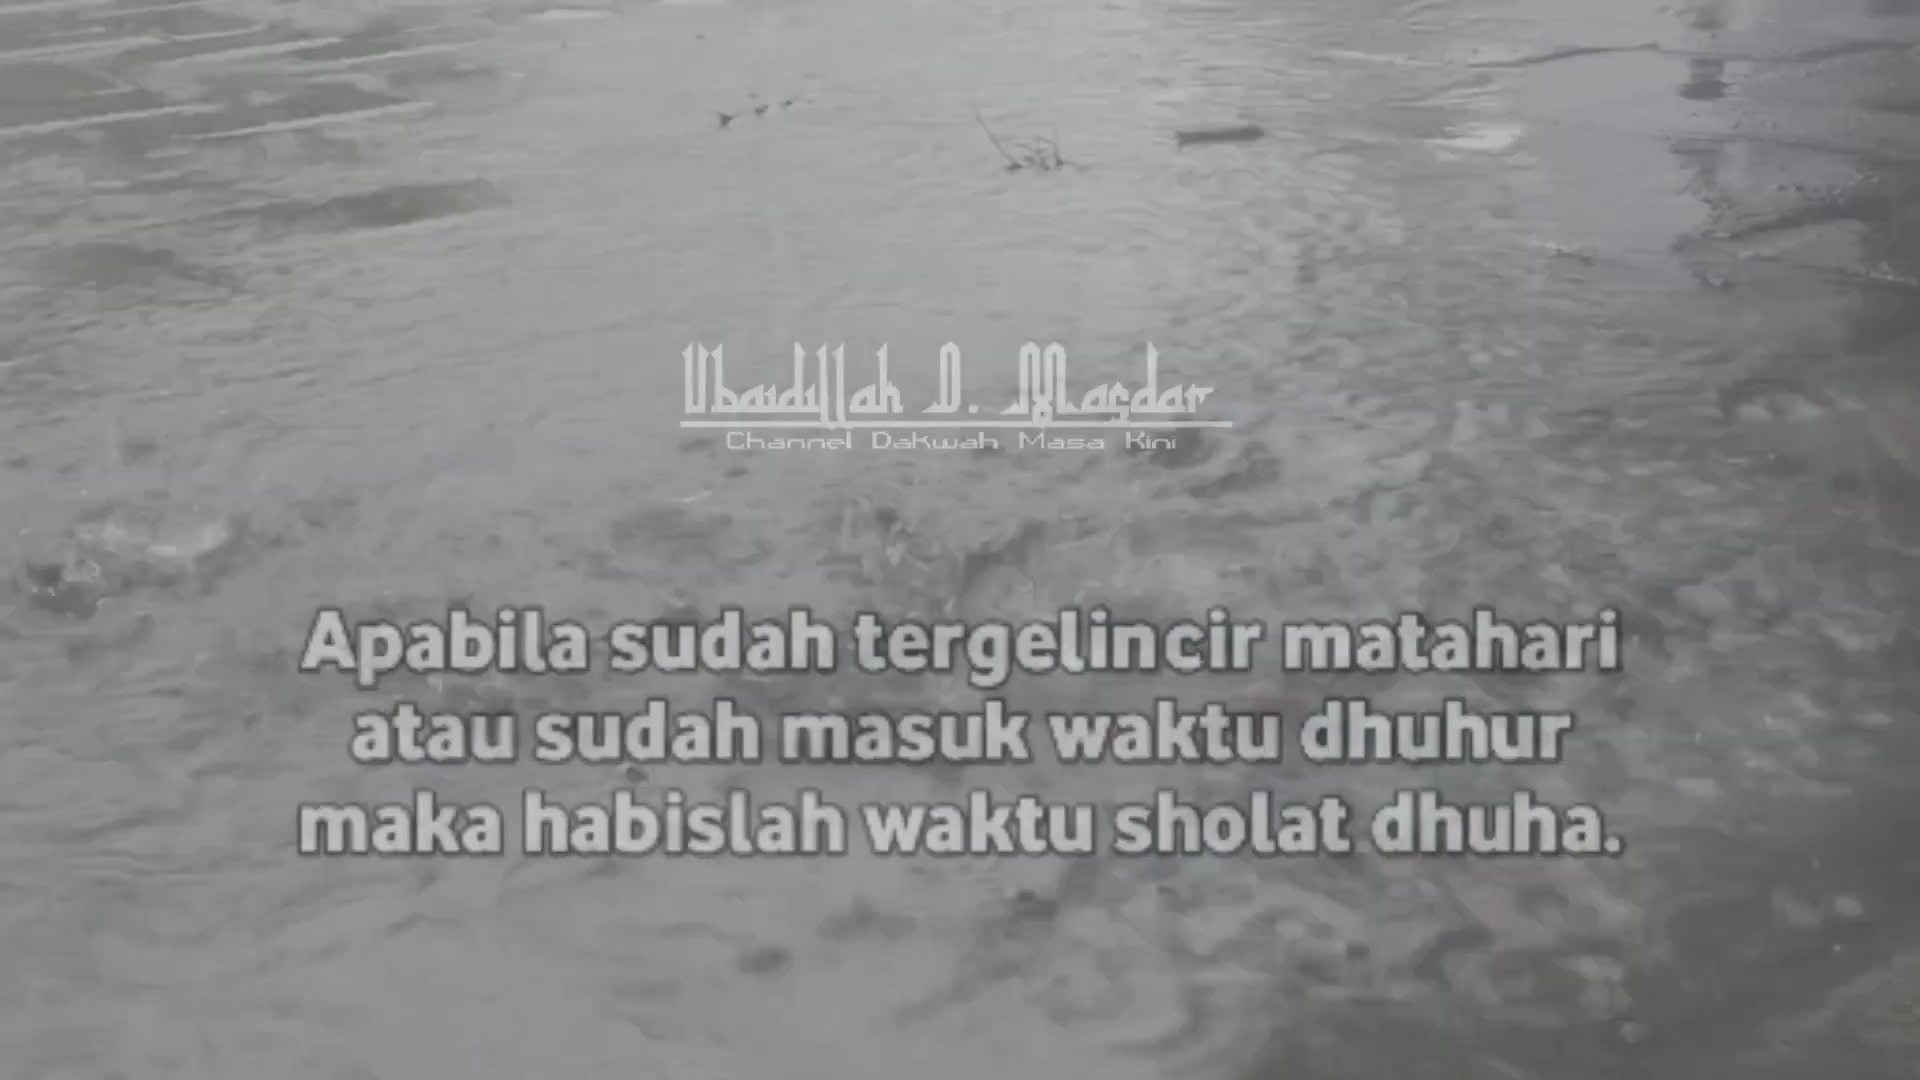 Ubaidillah D. Masdar
Channel Dakwah Masa Kini
Apabila sudah tergelincir matahari
atau sudah masuk waktu dhuhur
maka habislah waktu sholat dhuha.